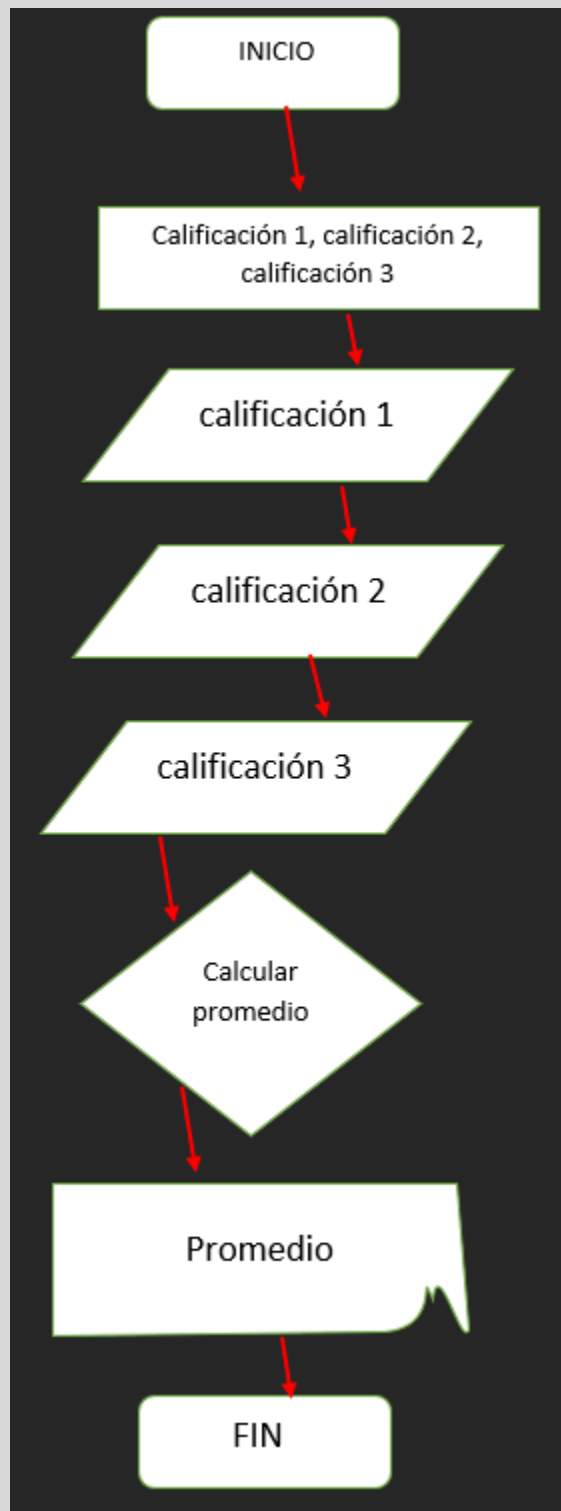 INICIO
Calificación 1, calificación 2,
calificación 3
calificación 1
calificación 2
calificación 3
Calcular
promedio
Promedio
FIN